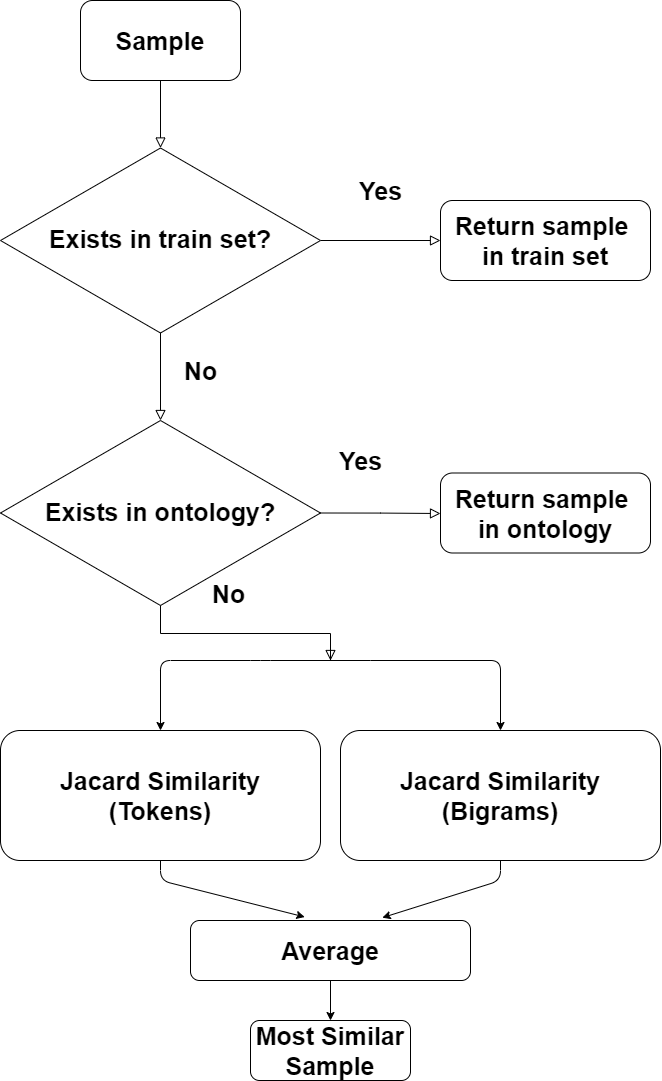 Sample
Yes
Exists in train set?
Return sample
in train set
No
Yes
Exists in ontology?
Return sample
in ontology
No
Jacard Similarity
(Tokens)
Jacard Similarity
(Bigrams)
Average
Most Similar
Sample